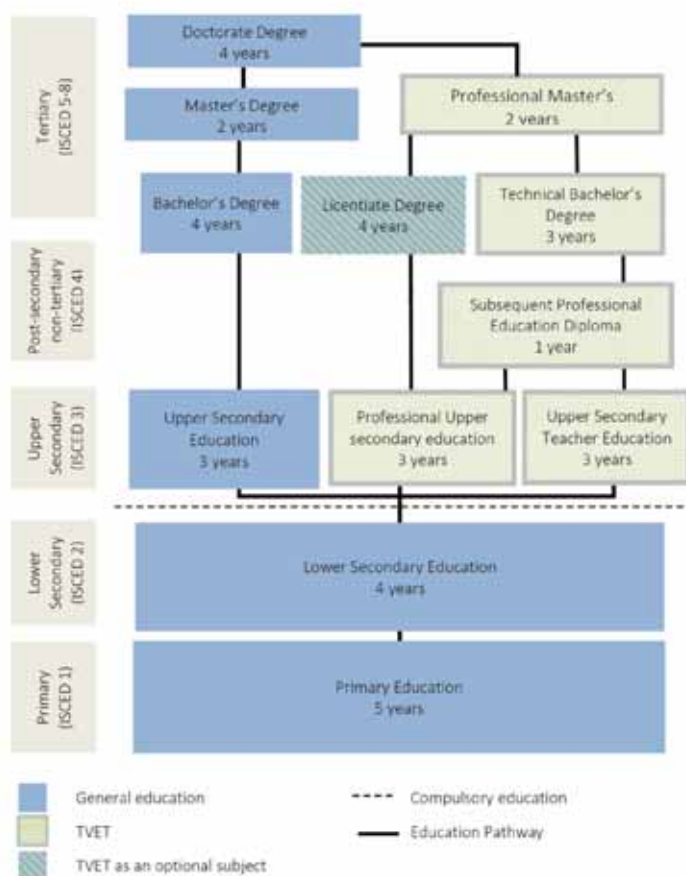 Doctorate Degree
4 years
Master's Degree
2 years
Professional Master's
2 years
Tertiary
(ISCED 5-8)
Bachelor's Degree
4 years
Licentiate Degree
4 years
Technical Bachelor's
Degree
3 years
Post-secondary
non-tertiary
(ISCED 4)
Subsequent Professional
Education Diploma
1 year
Upper
Secondary
(ISCED 3)
Upper Secondary
Education
3 years
Professional Upper
secondary education
3 years
Upper Secondary
Teacher Education
3 years
Lower
Secondary
(ISCED 2)
Lower Secondary Education
4 years
Primary
(ISCED 1)
Primary Education
5 years
General education
TVET
TVET as an optional subject
Compulsory education
Education Pathway